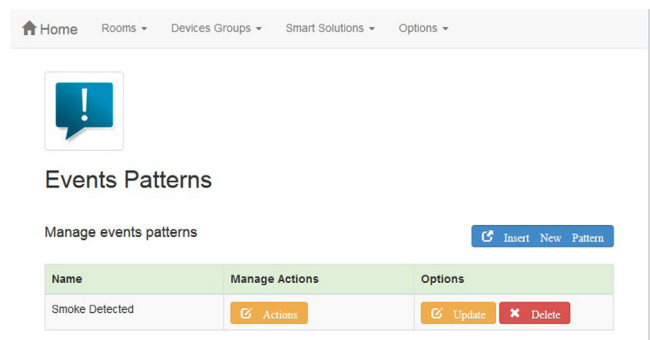 Home Rooms Devices Groups Smart Solutions Options
!
Events Patterns
Manage events patterns Insert New Pattern
Name Manage Actions Options
Smoke Detected Actions Update Delete